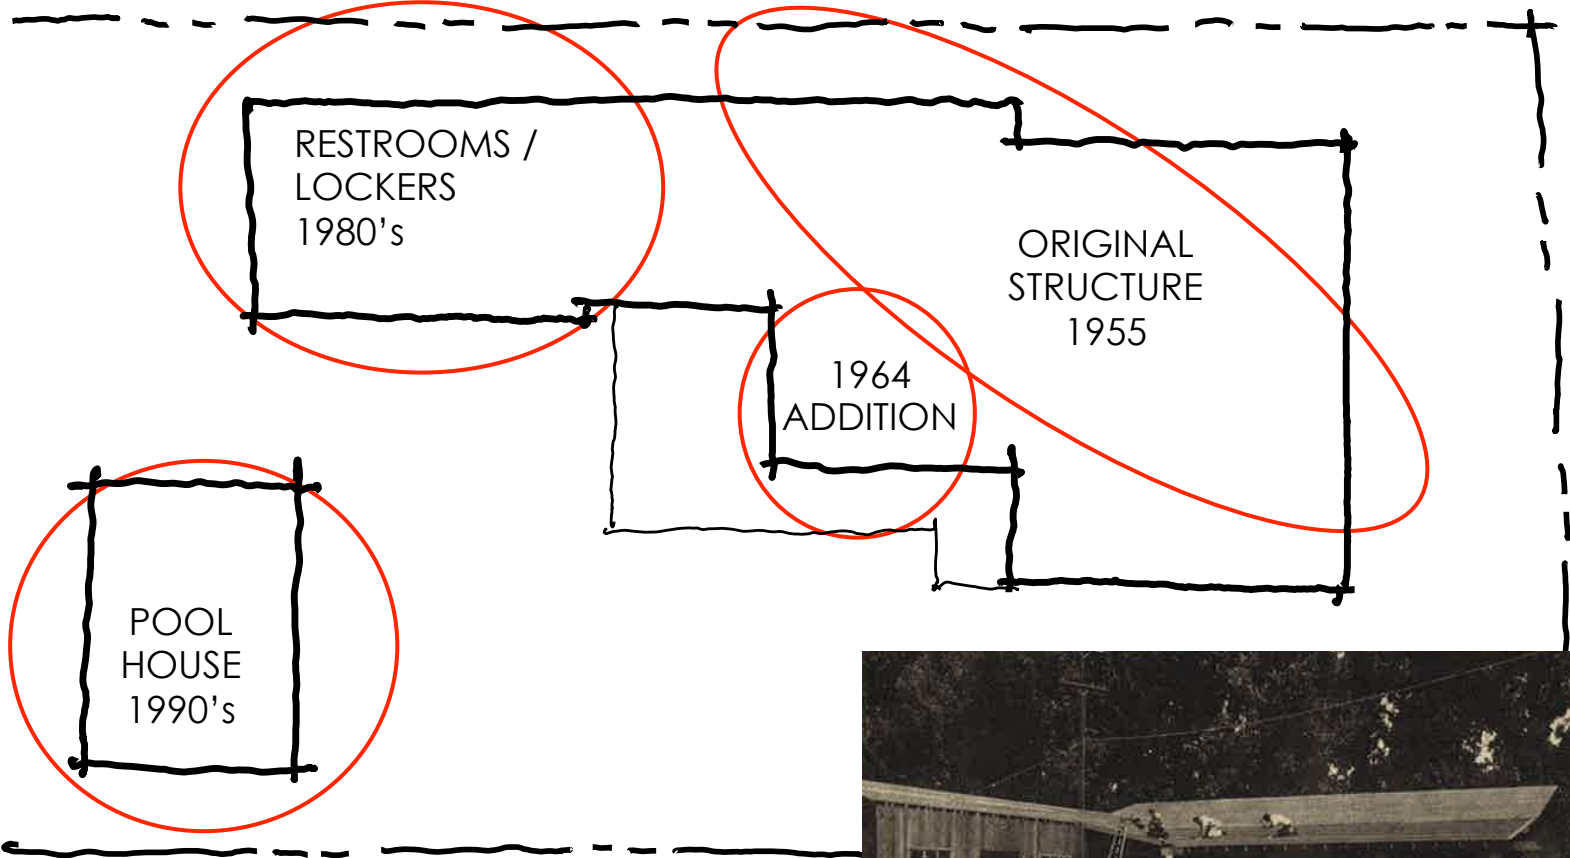 RESTROOMS /
LOCKERS
1980’s
ORIGINAL
STRUCTURE
1955
1964
ADDITION
POOL
HOUSE
1990’s